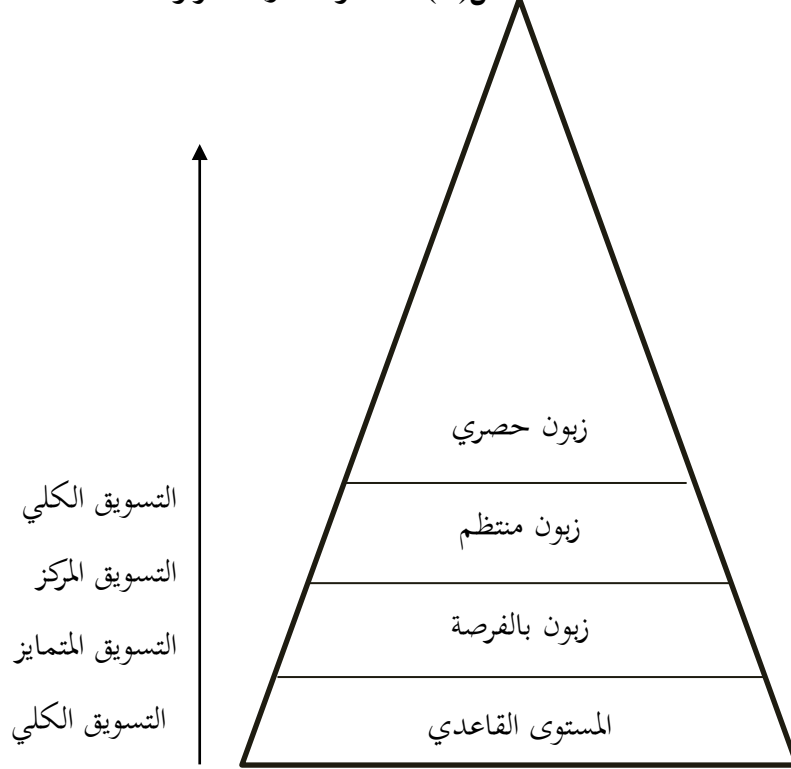 زبون حصري
التسويق الكلي
زبون منتظم
التسويق المركز
زبون بالفرصة
التسويق المتمايز
المستوى القاعدي
التسويق الكلي